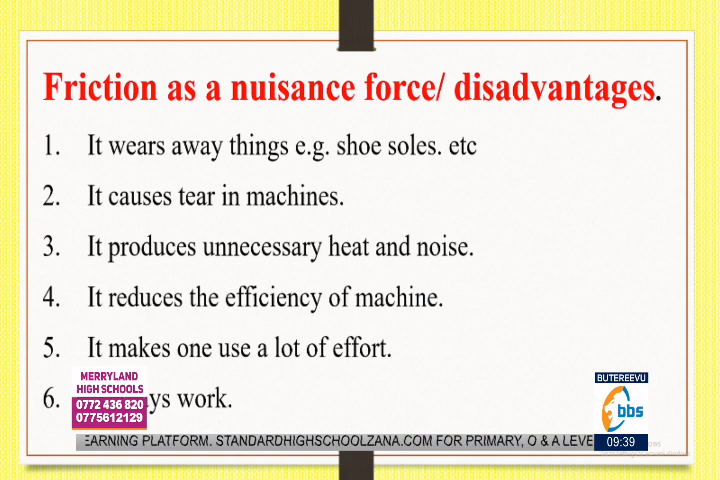 Friction as a nuisance force/ disadvantages.
1. It wears away things e.g. shoe soles. etc
2. It causes tear in machines.
3. It produces unnecessary heat and noise.
4. It reduces the efficiency of machine.
5. It makes one use a lot of effort.
6. work.
MERRYLAND
HIGH SCHOOLS
0772 436 820
0775612129
BUTEREEVU
bbs
09:39
EARNING PLATFORM. STANDARDHIGHSCHOOLZANA.COM FOR PRIMARY, O & A LEVE